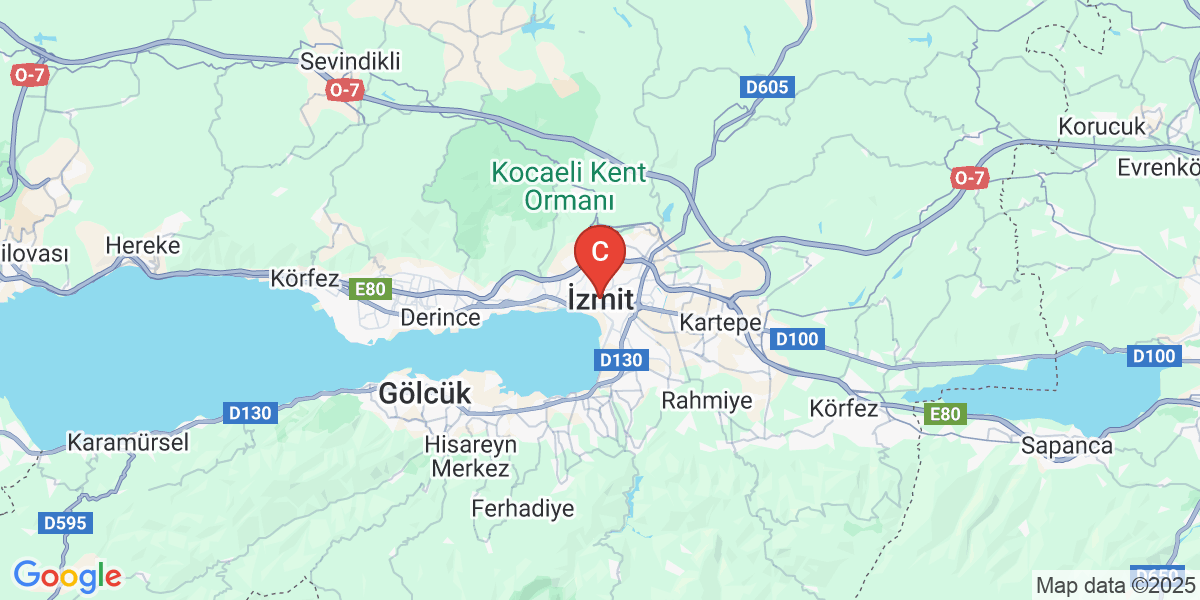 Sevindikli
O-7
O-7
D605
Korucuk
Evrenkö
O-7
Kocaeli Kent
Ormanı
Hereke
ilovası
Körfez
E80
Derince
C
İzmit
Kartepe
D100
D130
D100
Gölcük
D130
Rahmiye
Körfez
E80
Karamürsel
Hisareyn
Merkez
Sapanca
Ferhadiye
D595
D650
Google
Map data ©2025